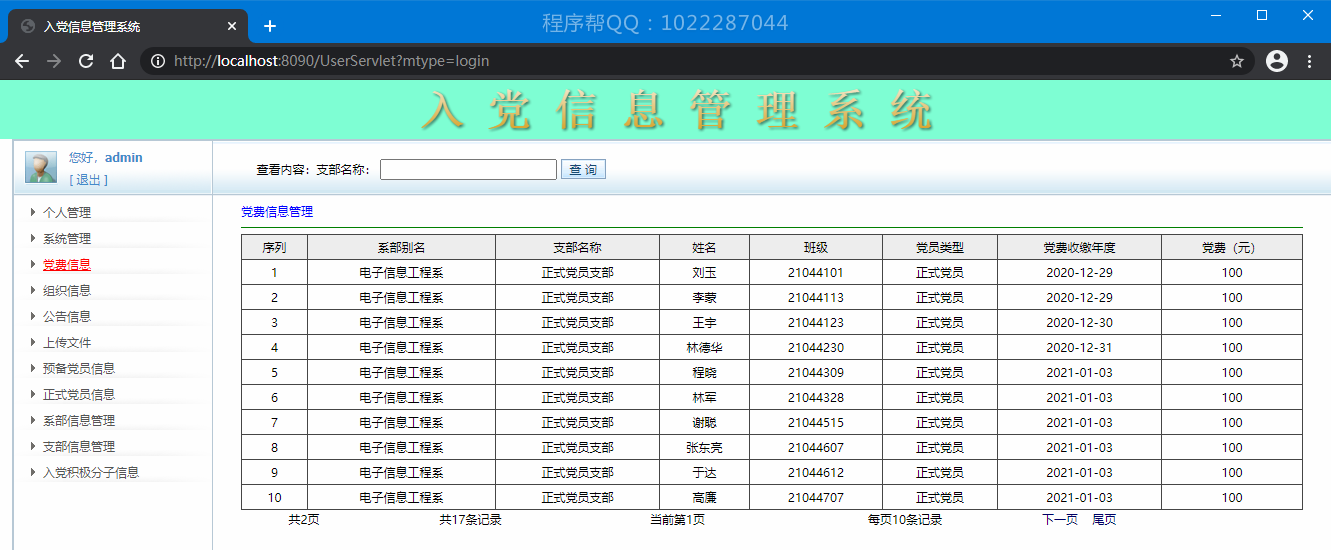 入党信息管理系统
程序帮QQ：1022287044
http://localhost:8090/UserServlet?mtype=login
入党信息管理系统
您好，admin
[ 退出 ]
查看内容：支部名称： 查 询
个人管理
系统管理
党费信息
组织信息
公告信息
上传文件
预备党员信息
正式党员信息
系部信息管理
支部信息管理
入党积极分子信息
党费信息管理
序列 系部别名 支部名称 姓名 班级 党员类型 党费收缴年度 党费（元）
1 电子信息工程系 正式党员支部 刘玉 21044101 正式党员 2020-12-29 100
2 电子信息工程系 正式党员支部 李蒙 21044113 正式党员 2020-12-29 100
3 电子信息工程系 正式党员支部 王宇 21044123 正式党员 2020-12-30 100
4 电子信息工程系 正式党员支部 林德华 21044230 正式党员 2020-12-31 100
5 电子信息工程系 正式党员支部 程晓 21044309 正式党员 2021-01-03 100
6 电子信息工程系 正式党员支部 林军 21044328 正式党员 2021-01-03 100
7 电子信息工程系 正式党员支部 谢聪 21044515 正式党员 2021-01-03 100
8 电子信息工程系 正式党员支部 张东亮 21044607 正式党员 2021-01-03 100
9 电子信息工程系 正式党员支部 于达 21044612 正式党员 2021-01-03 100
10 电子信息工程系 正式党员支部 高廉 21044707 正式党员 2021-01-03 100
共2页 共17条记录 当前第1页 每页10条记录 下一页 尾页